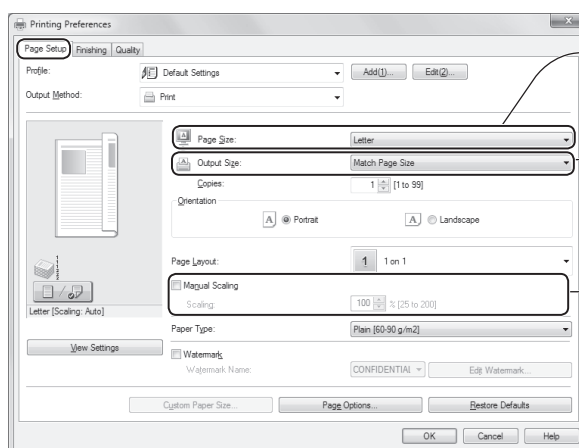 Printing Preferences
Page Setup Finishing Quality
Profile: Default Settings Add(1)... Edit(2)...
Output Method: Print
Page Size: Letter
Output Size: Match Page Size
Copies: 1 [1 to 99]
Orientation
A Portrait A Landscape
Page Layout: 1 1 on 1
Manual Scaling
Scaling: 100 % [25 to 200]
Letter [Scaling: Auto]
Paper Type: Plain [60-90 g/m2]
View Settings
Watermark
Watermark Name: CONFIDENTIAL Edit Watermark...
Custom Paper Size... Page Options... Restore Defaults
OK Cancel Help